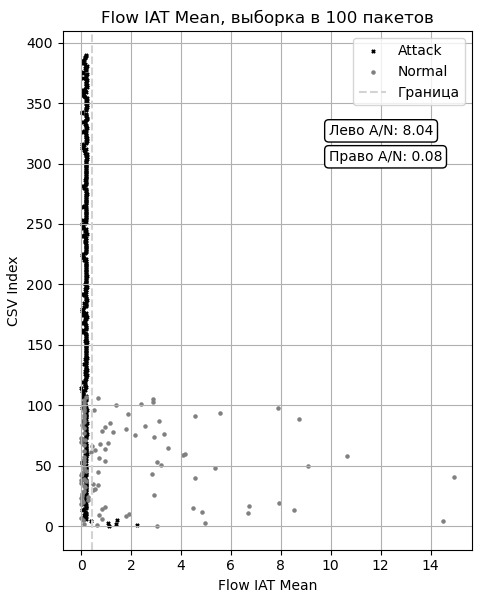 Flow IAT Mean, выборка в 100 пакетов
400
350
300
250
200
150
100
50
0
CSV Index
Attack
Normal
Граница
Лево A/N: 8.04
Право A/N: 0.08
0 2 4 6 8 10 12 14
Flow IAT Mean